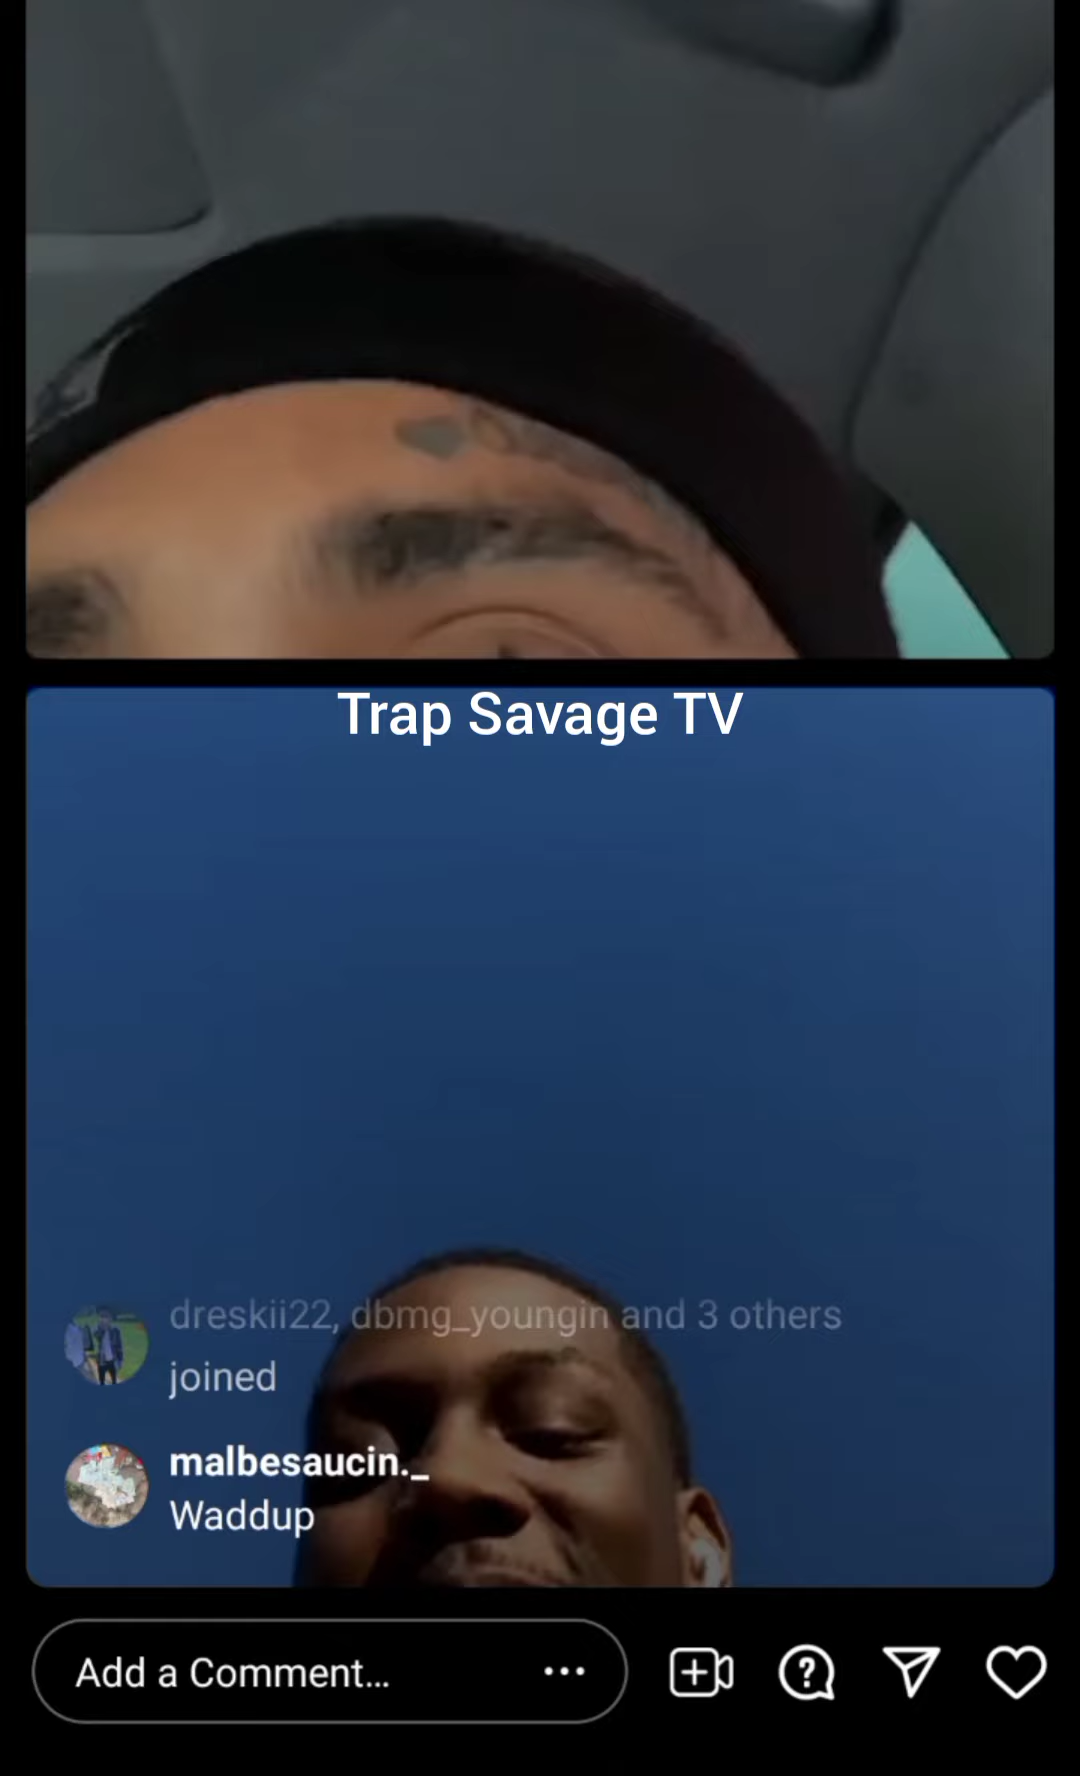 Trap Savage TV
dreskii22, dbmg_youngin and 3 others
joined
malbesaucin._
Waddup
Add a Comment...